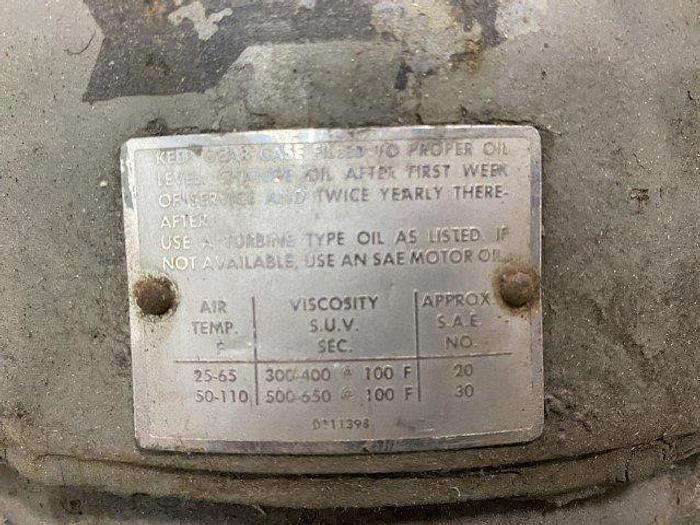 KEEP GEAR CASE FILLED TO PROPER OIL
LEVEL. CHANGE OIL AFTER FIRST WEEK
OF SERVICE AND TWICE YEARLY THERE-
AFTER
USE A TURBINE TYPE OIL AS LISTED. IF
NOT AVAILABLE, USE AN SAE MOTOR OIL.
AIR TEMP. F VISCOSITY S.U.V. SEC. APPROX. S.A.E. NO.
25-65 300-400 @ 100 F 20
50-110 500-650 @ 100 F 30